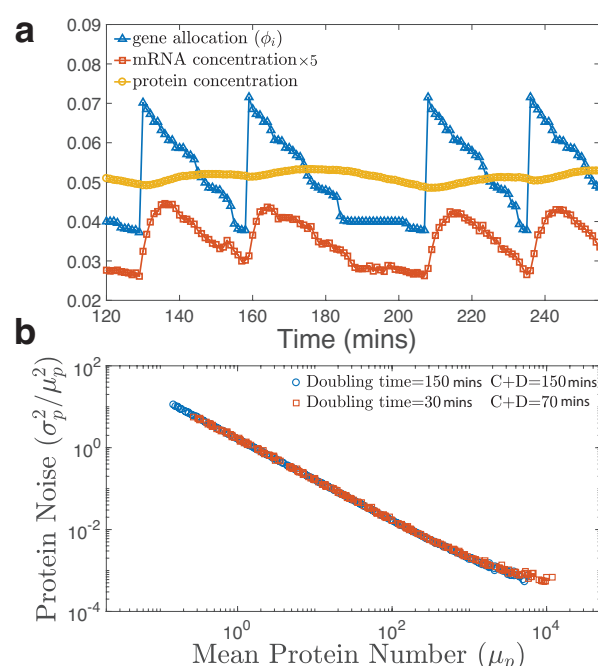 a
gene allocation (ϕᵢ)
mRNA concentration×5
protein concentration
0.09
0.08
0.07
0.06
0.05
0.04
0.03
0.02
120 140 160 180 200 220 240
Time (mins)
b
Doubling time=150 mins C+D=150 mins
Doubling time=30 mins C+D=70 mins
10²
10⁰
10⁻²
10⁻⁴
Protein Noise (σₚ²/μₚ²)
10⁰ 10² 10⁴
Mean Protein Number (μₚ)